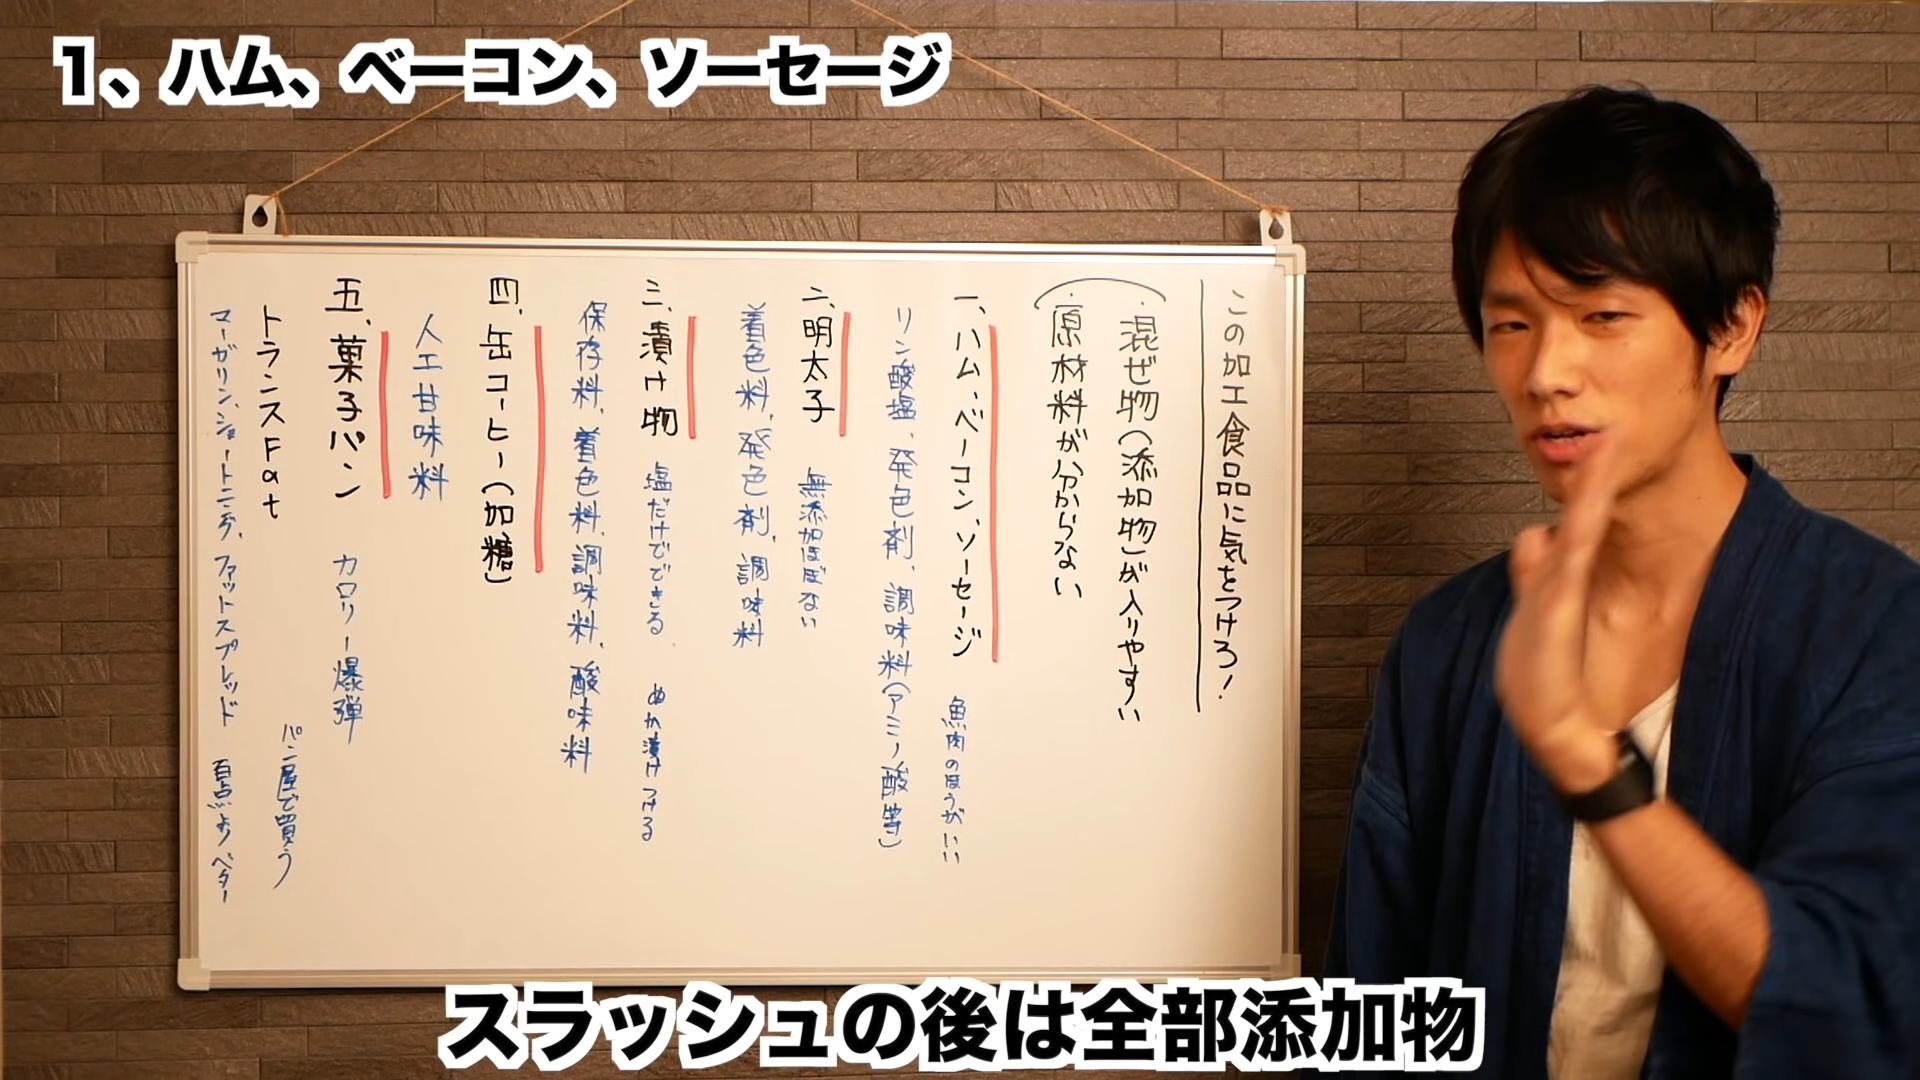 1、ハム、ベーコン、ソーセージ
この加工食品に気をつけろ!
・混ぜ物(添加物)が入りやすい
・原材料が分からない
一、ハム、ベーコン、ソーセージ 魚肉のほうがいい
リン酸塩、発色剤、調味料(アミノ酸等)
二、明太子 無添加ほぼない
着色料、発色剤、調味料
三、漬け物 塩だけでできる ぬか漬けつける
保存料、着色料、調味料、酸味料
四、缶コーヒー(加糖)
人工甘味料
五、菓子パン カロリー爆弾
トランスFat パン屋で買う
マーガリン、ショートニング、ファットスプレッド 百点よりベター
スラッシュの後は全部添加物